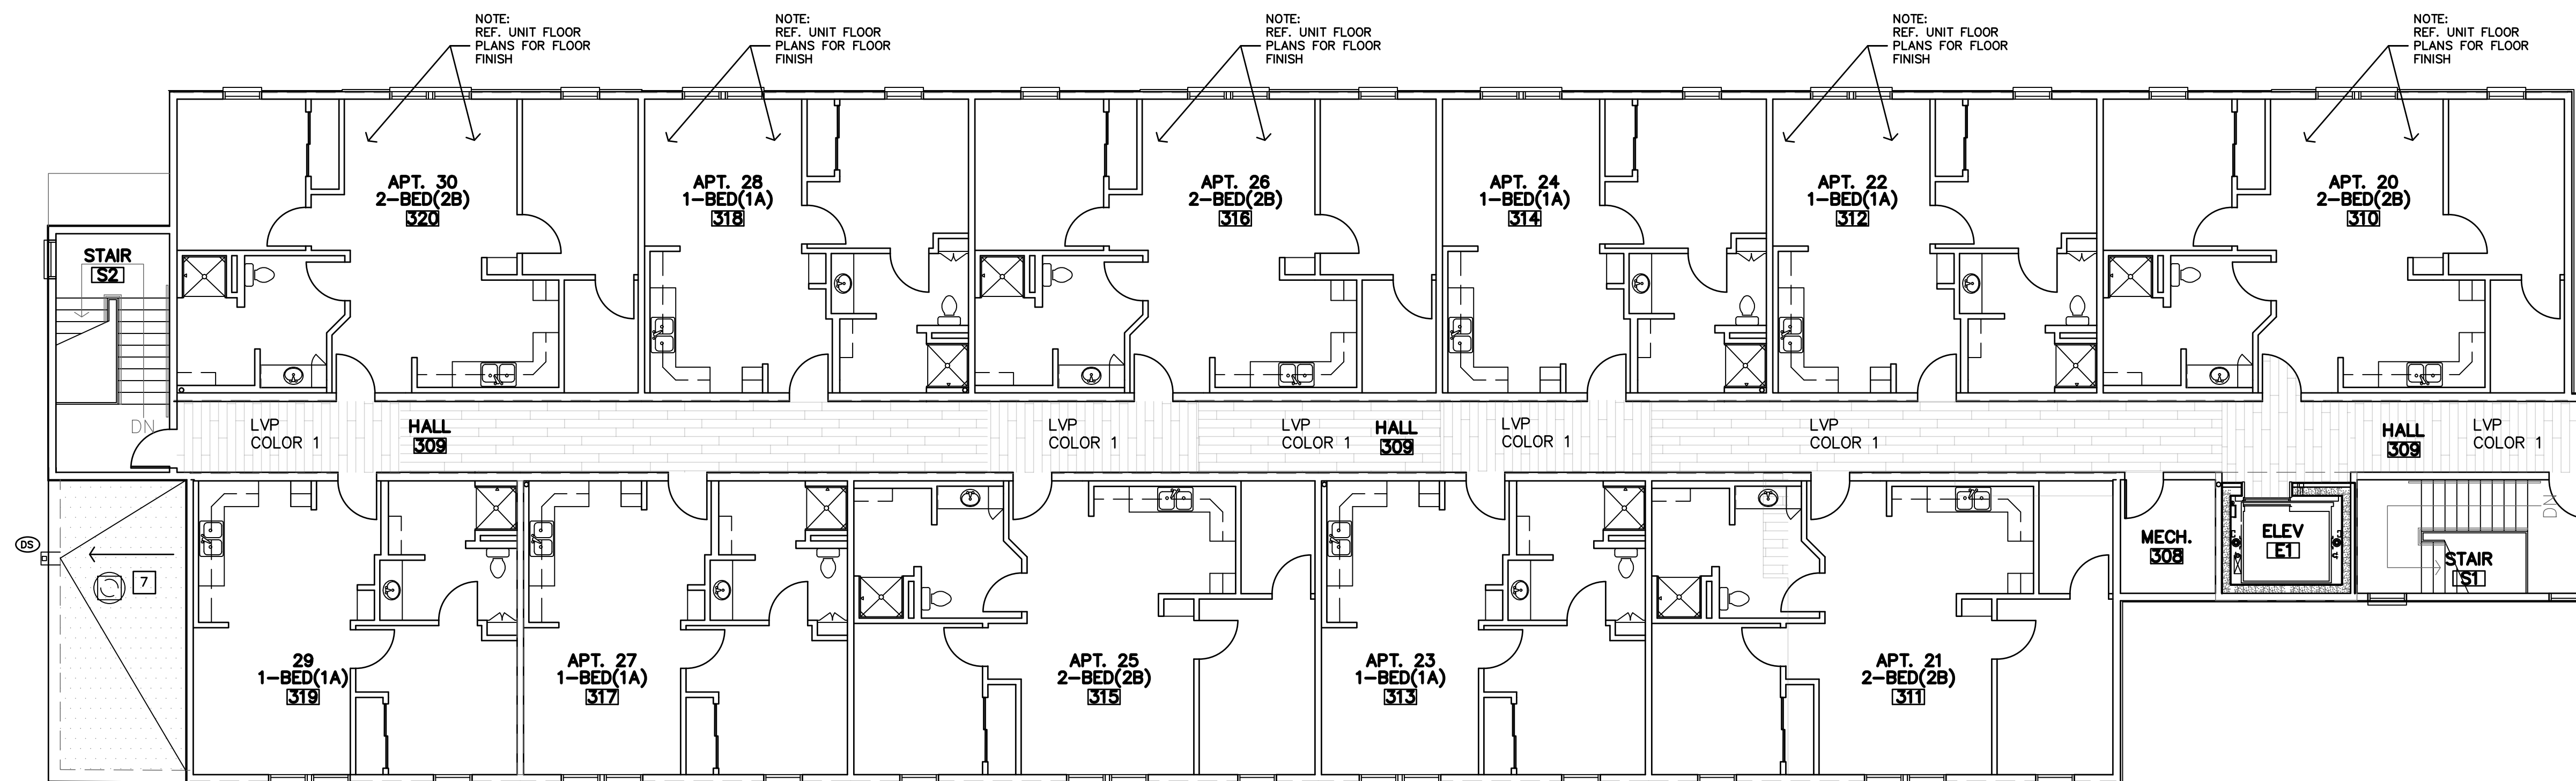 NOTE:
REF. UNIT FLOOR
PLANS FOR FLOOR
FINISH
NOTE:
REF. UNIT FLOOR
PLANS FOR FLOOR
FINISH
NOTE:
REF. UNIT FLOOR
PLANS FOR FLOOR
FINISH
NOTE:
REF. UNIT FLOOR
PLANS FOR FLOOR
FINISH
NOTE:
REF. UNIT FLOOR
PLANS FOR FLOOR
FINISH
APT. 30
2-BED(2B)
320
APT. 28
1-BED(1A)
318
APT. 26
2-BED(2B)
316
APT. 24
1-BED(1A)
314
APT. 22
1-BED(1A)
312
APT. 20
2-BED(2B)
310
STAIR
S2
DN
LVP
COLOR 1
HALL
309
LVP
COLOR 1
LVP
COLOR 1
HALL
309
LVP
COLOR 1
LVP
COLOR 1
HALL
309
LVP
COLOR 1
DS
7
29
1-BED(1A)
319
APT. 27
1-BED(1A)
317
APT. 25
2-BED(2B)
315
APT. 23
1-BED(1A)
313
APT. 21
2-BED(2B)
311
MECH.
308
ELEV
E1
STAIR
S1
DN